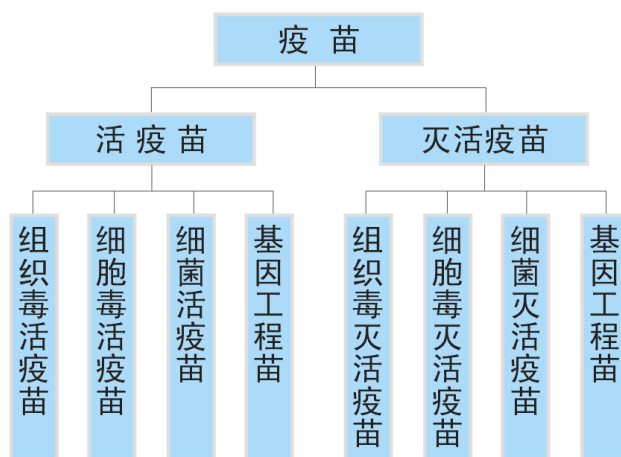 疫 苗
活 疫 苗
灭活疫苗
组织毒活疫苗
细胞毒活疫苗
细菌活疫苗
基因工程苗
组织毒灭活疫苗
细胞毒灭活疫苗
细菌灭活疫苗
基因工程苗